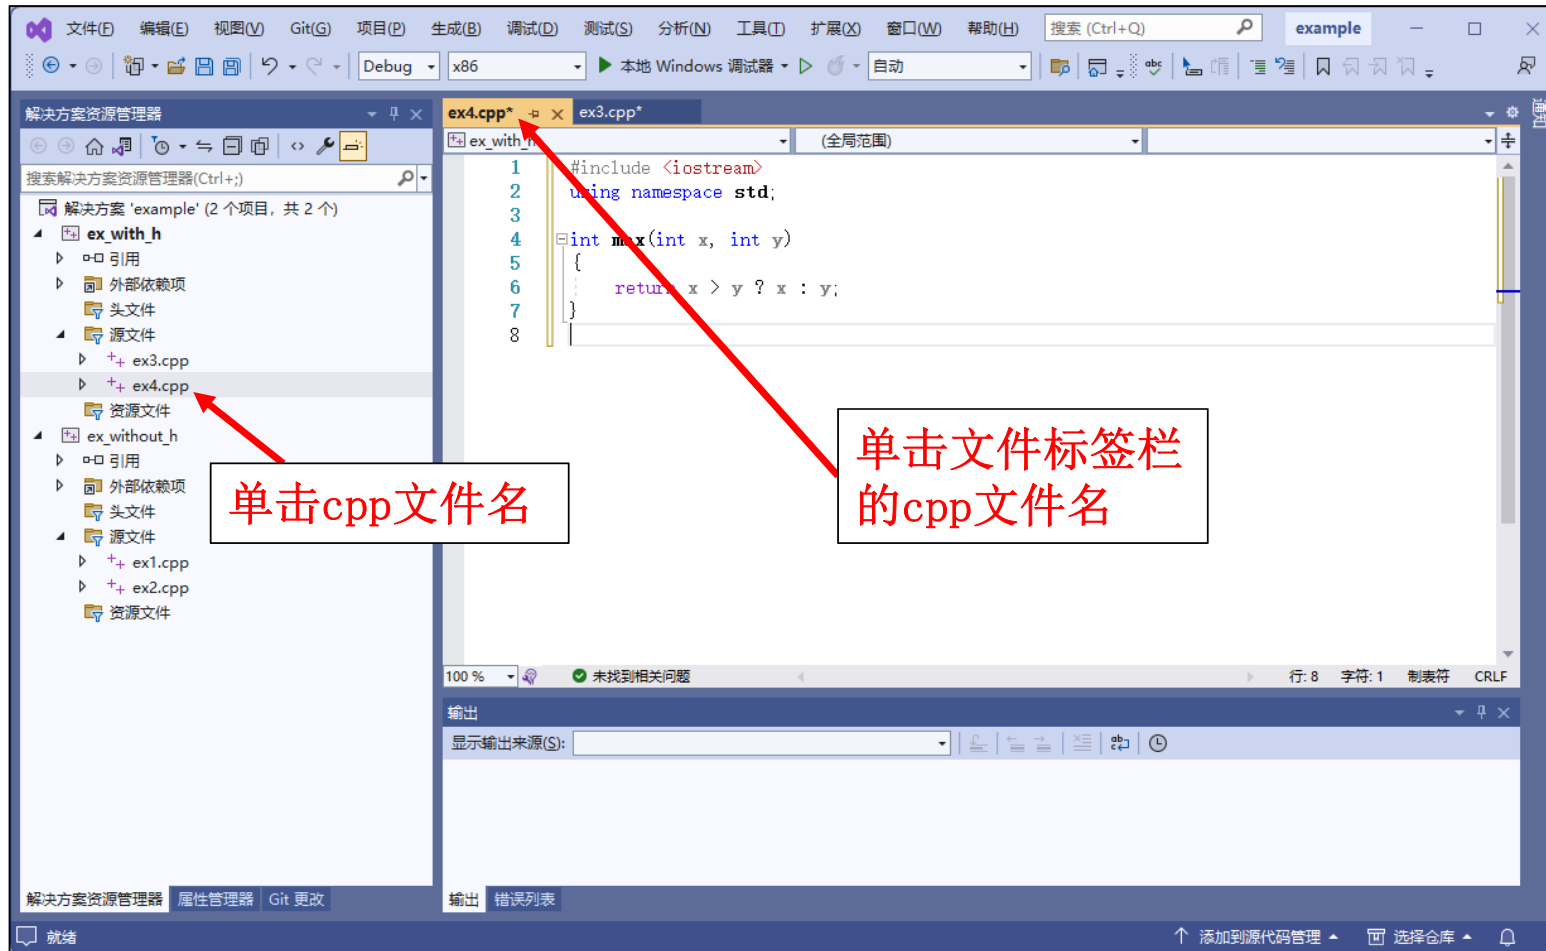 文件(F) 编辑(E) 视图(V) Git(G) 项目(P) 生成(B) 调试(D) 测试(S) 分析(N) 工具(T) 扩展(X) 窗口(W) 帮助(H) 搜索 (Ctrl+Q) example
Debug x86 本地 Windows 调试器 自动
解决方案资源管理器
搜索解决方案资源管理器(Ctrl+;)
解决方案 'example' (2 个项目，共 2 个)
ex_with_h
引用
外部依赖项
头文件
源文件
ex3.cpp
ex4.cpp
资源文件
ex_without_h
引用
外部依赖项
头文件
源文件
ex1.cpp
ex2.cpp
资源文件
单击cpp文件名
解决方案资源管理器 属性管理器 Git 更改
ex4.cpp* ex3.cpp*
ex_with_h (全局范围)
1 #include <iostream>
2 using namespace std;
3
4 int max(int x, int y)
5 {
6 return x > y ? x : y;
7 }
8
单击文件标签栏
的cpp文件名
100 % 未找到相关问题 行: 8 字符: 1 制表符 CRLF
输出
显示输出来源(S):
输出 错误列表
通知
就绪 添加到源代码管理 选择仓库